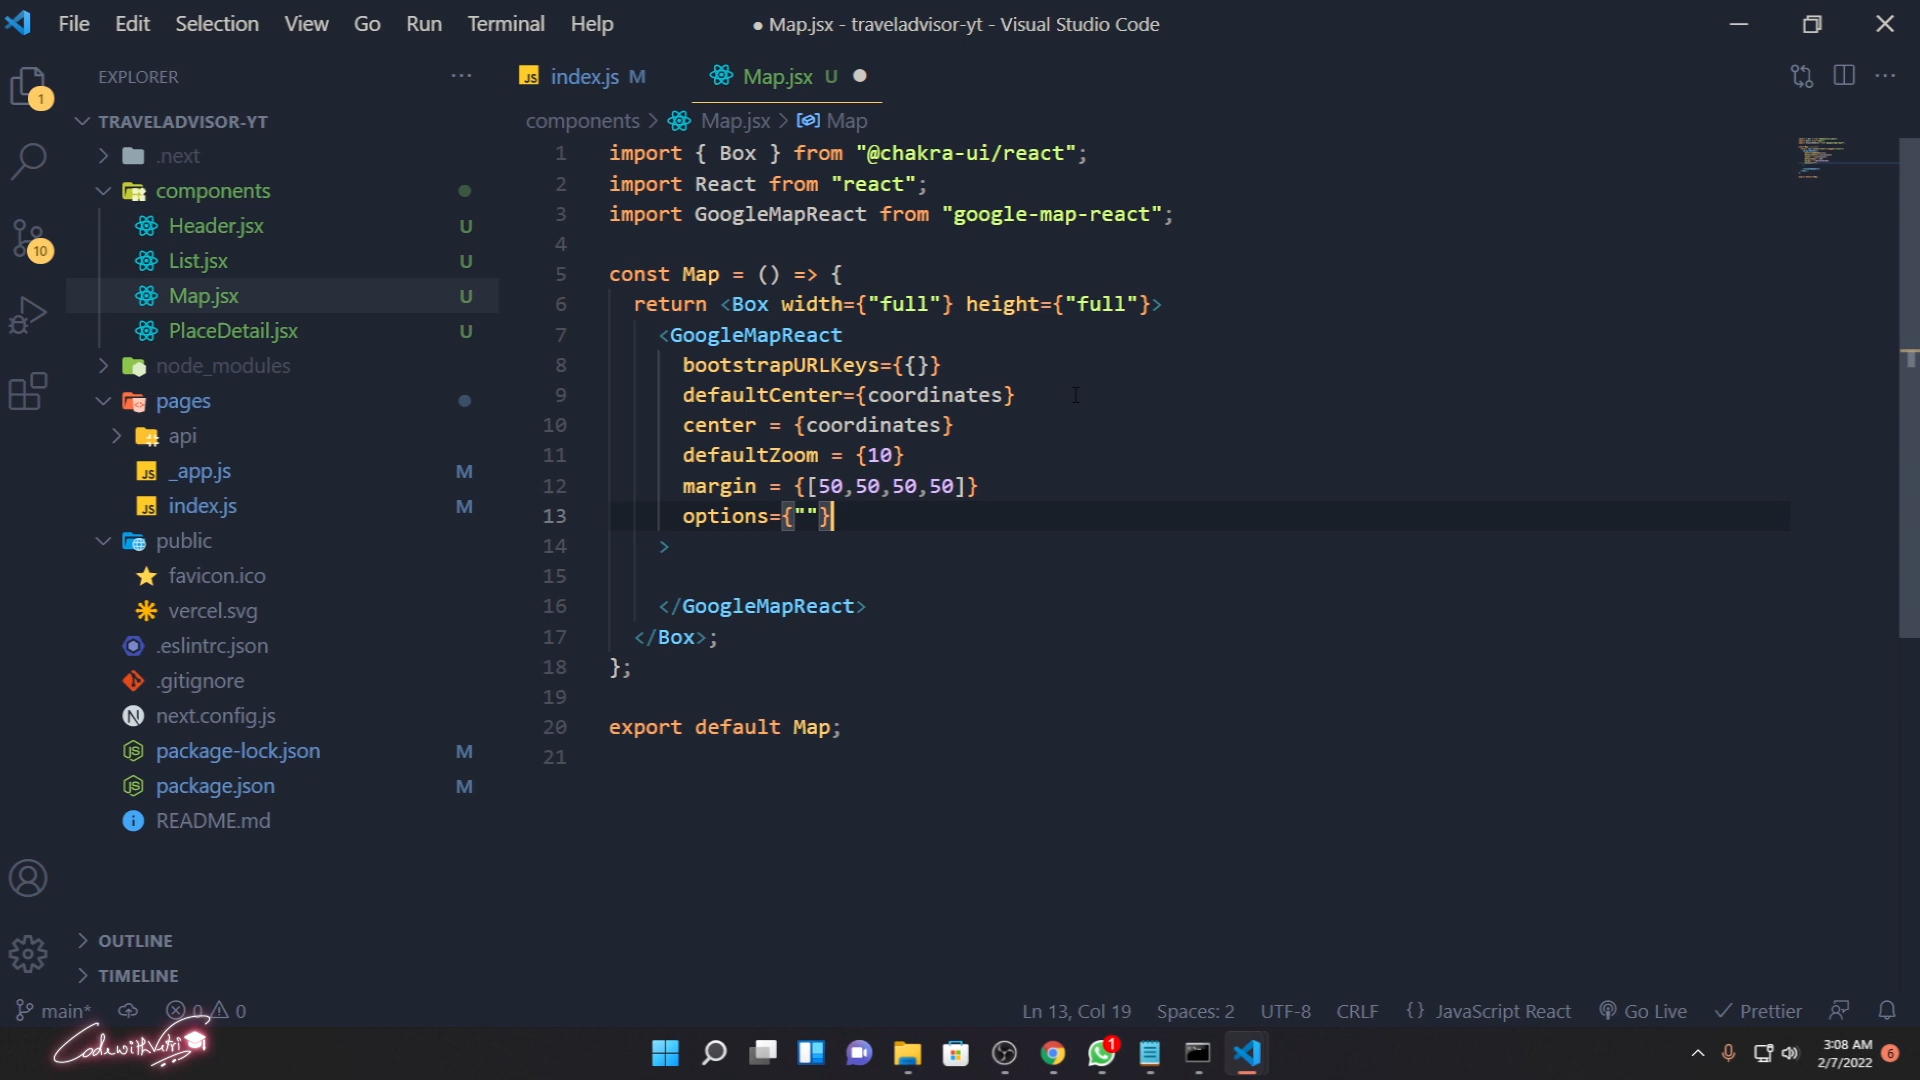 File Edit Selection View Go Run Terminal Help
● Map.jsx - traveladvisor-yt - Visual Studio Code
EXPLORER
index.js M
Map.jsx U
TRAVELADVISOR-YT
components > Map.jsx > Map
.next
components
Header.jsx U
List.jsx U
Map.jsx U
PlaceDetail.jsx U
node_modules
pages
api
_app.js M
index.js M
public
favicon.ico
vercel.svg
.eslintrc.json
.gitignore
next.config.js
package-lock.json M
package.json M
README.md
OUTLINE
TIMELINE
1
10
1 import { Box } from "@chakra-ui/react";
2 import React from "react";
3 import GoogleMapReact from "google-map-react";
4
5 const Map = () => {
6 return <Box width={"full"} height={"full"}>
7 <GoogleMapReact
8 bootstrapURLKeys={{}}
9 defaultCenter={coordinates}
10 center = {coordinates}
11 defaultZoom = {10}
12 margin = {[50,50,50,50]}
13 options={""}
14 >
15
16 </GoogleMapReact>
17 </Box>;
18 };
19
20 export default Map;
21
main* 0 0
Ln 13, Col 19 Spaces: 2 UTF-8 CRLF {} JavaScript React Go Live Prettier
CodewithVetri
1
3:08 AM
2/7/2022
6